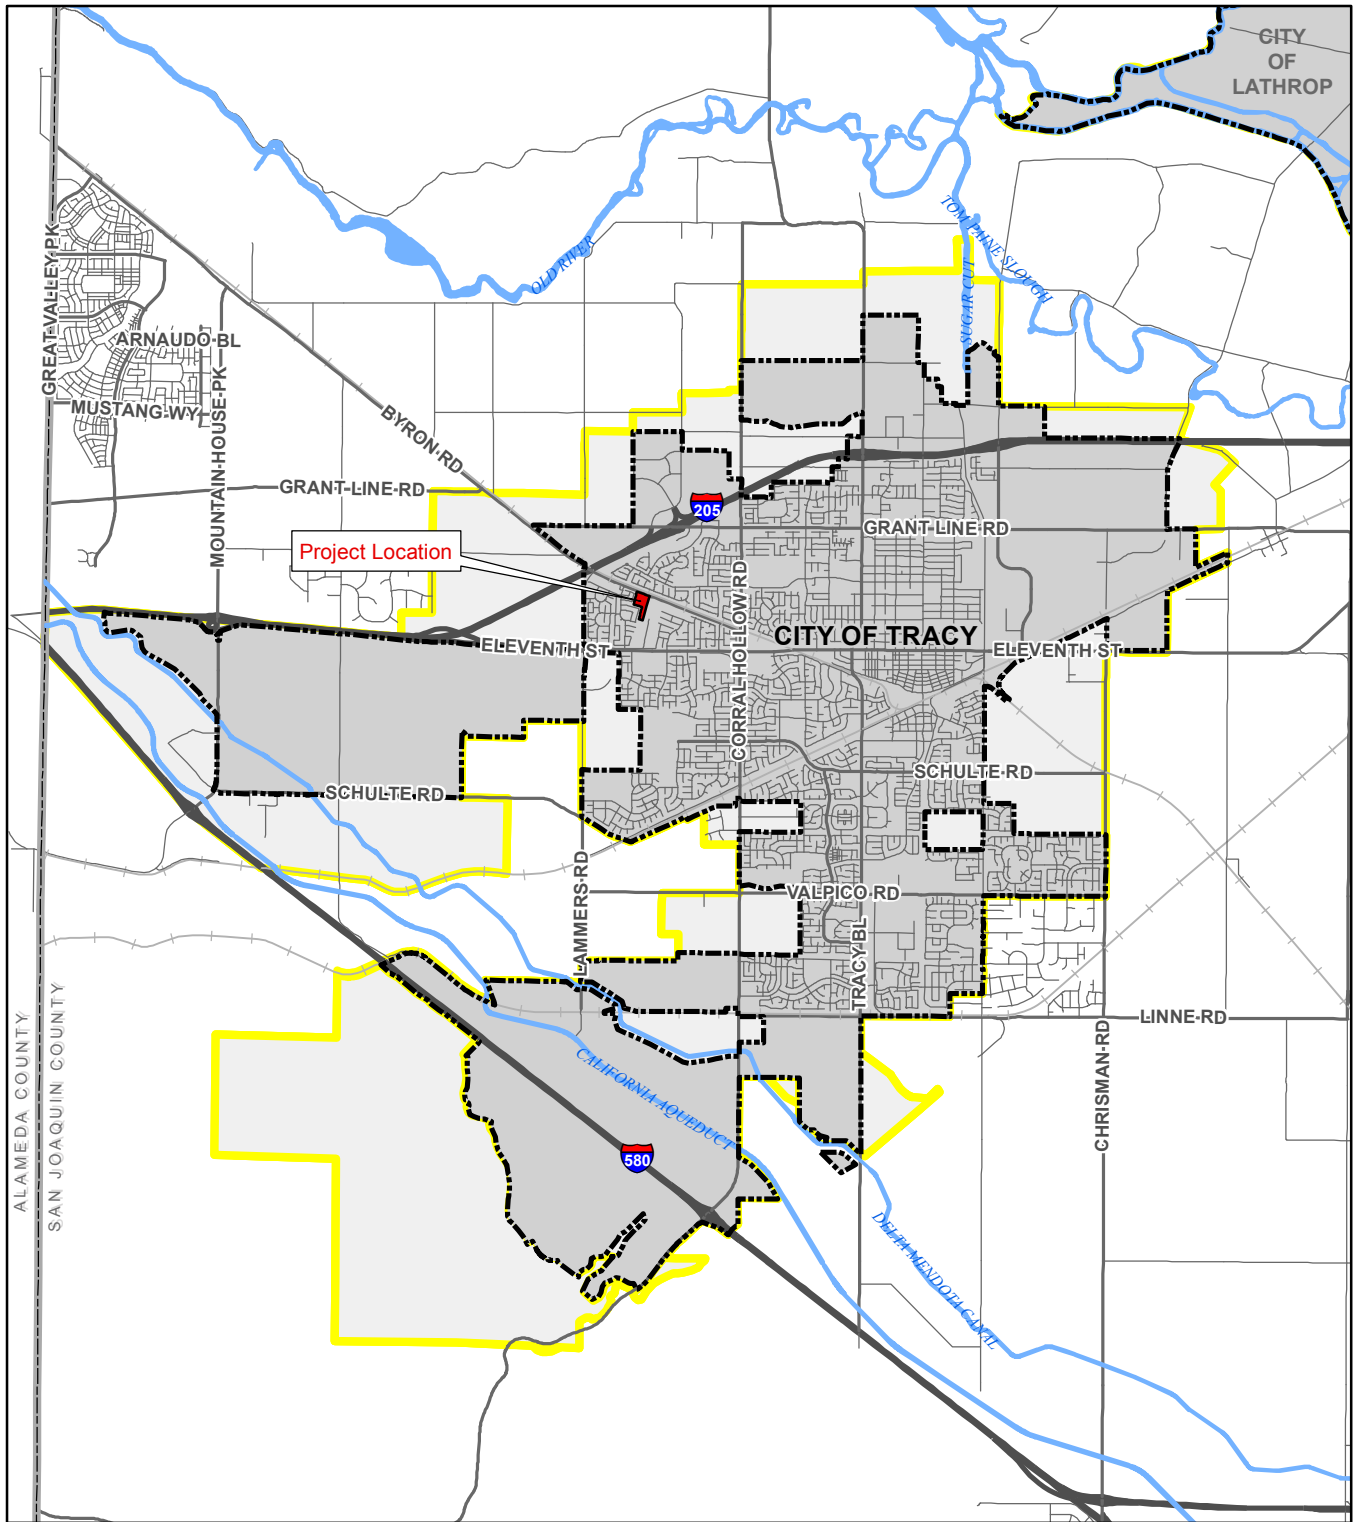 CITY
OF
LATHROP
TOM PAINE SLOUGH
OLD RIVER
SUGAR CUT
GREAT VALLEY PK
ARNAUDO BL
MUSTANG WY
MOUNTAIN HOUSE PK
BYRON RD
GRANT LINE RD
205
GRANT LINE RD
Project Location
CORRAL HOLLOW RD
CITY OF TRACY
ELEVENTH ST
ELEVENTH ST
SCHULTE RD
SCHULTE RD
LAMMERS RD
VALPICO RD
TRACY BL
LINNE RD
CHRISMAN RD
ALAMEDA COUNTY
SAN JOAQUIN COUNTY
CALIFORNIA AQUEDUCT
580
DELTA MENDOTA CANAL